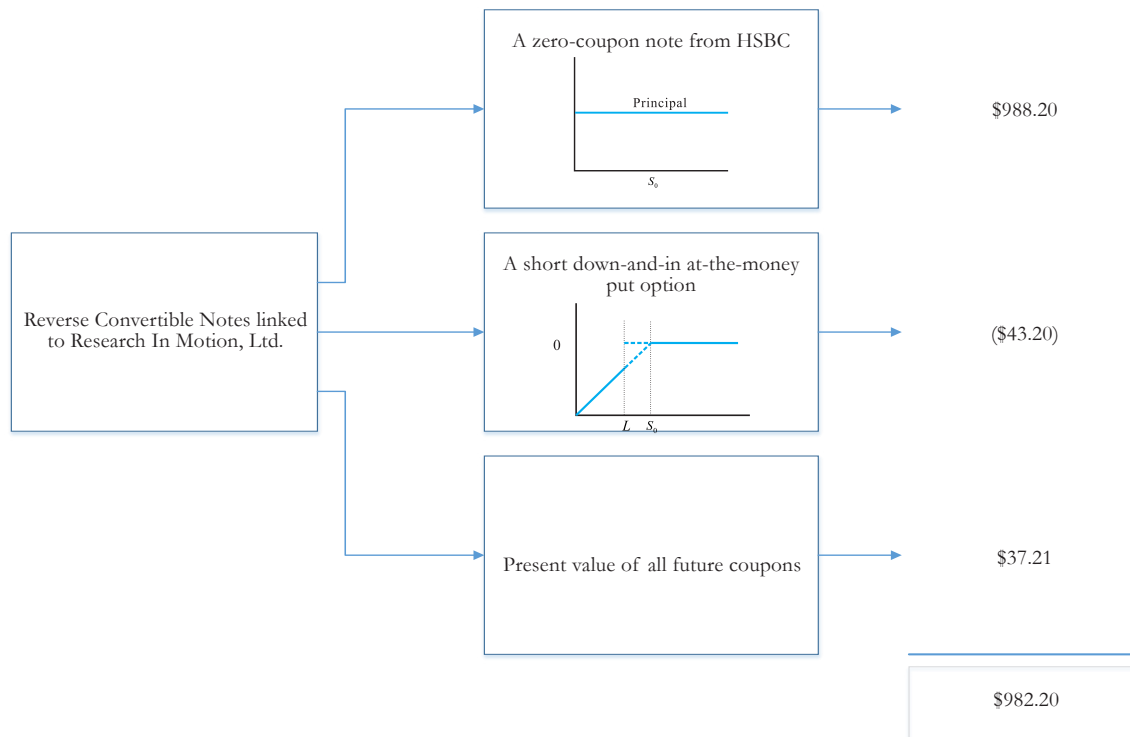 A zero-coupon note from HSBC
Principal
S₀
$988.20
Reverse Convertible Notes linked
to Research In Motion, Ltd.
A short down-and-in at-the-money
put option
0
L S₀
($43.20)
Present value of all future coupons
$37.21
$982.20